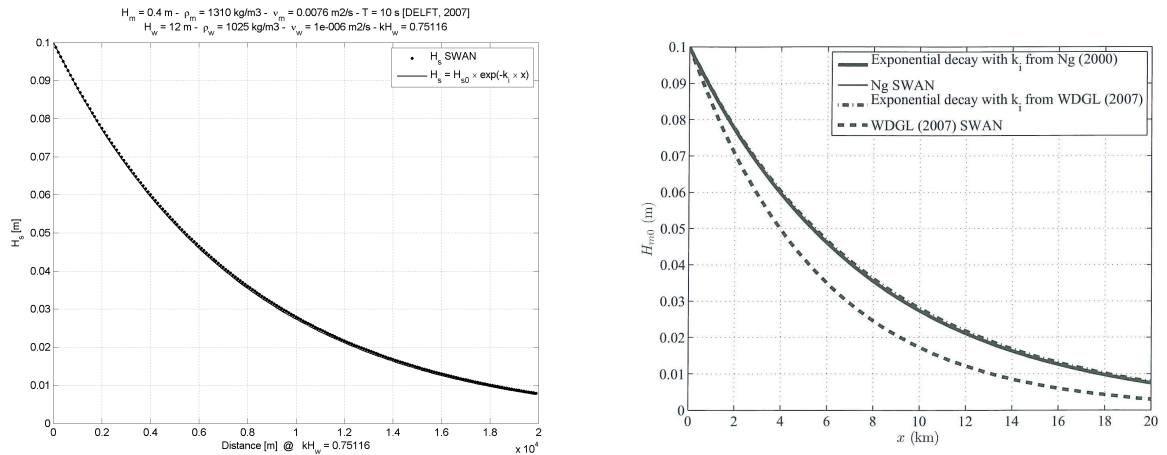 H_m = 0.4 m - ρ_m = 1310 kg/m3 - ν_m = 0.0076 m2/s - T = 10 s [DELFT, 2007]
H_w = 12 m - ρ_w = 1025 kg/m3 - ν_w = 1e-006 m2/s - kH_w = 0.75116
0.1
0.09
0.08
0.07
0.06
0.05
0.04
0.03
0.02
0.01
0
H_s [m]
H_s SWAN
H_s = H_s0 × exp(-k_i × x)
0 0.2 0.4 0.6 0.8 1 1.2 1.4 1.6 1.8 2
Distance [m] @ kH_w = 0.75116
x 10^4
0.1
0.09
0.08
0.07
0.06
0.05
0.04
0.03
0.02
0.01
0
H_m0 (m)
Exponential decay with k_i from Ng (2000)
Ng SWAN
Exponential decay with k_i from WDGL (2007)
WDGL (2007) SWAN
0 2 4 6 8 10 12 14 16 18 20
x (km)